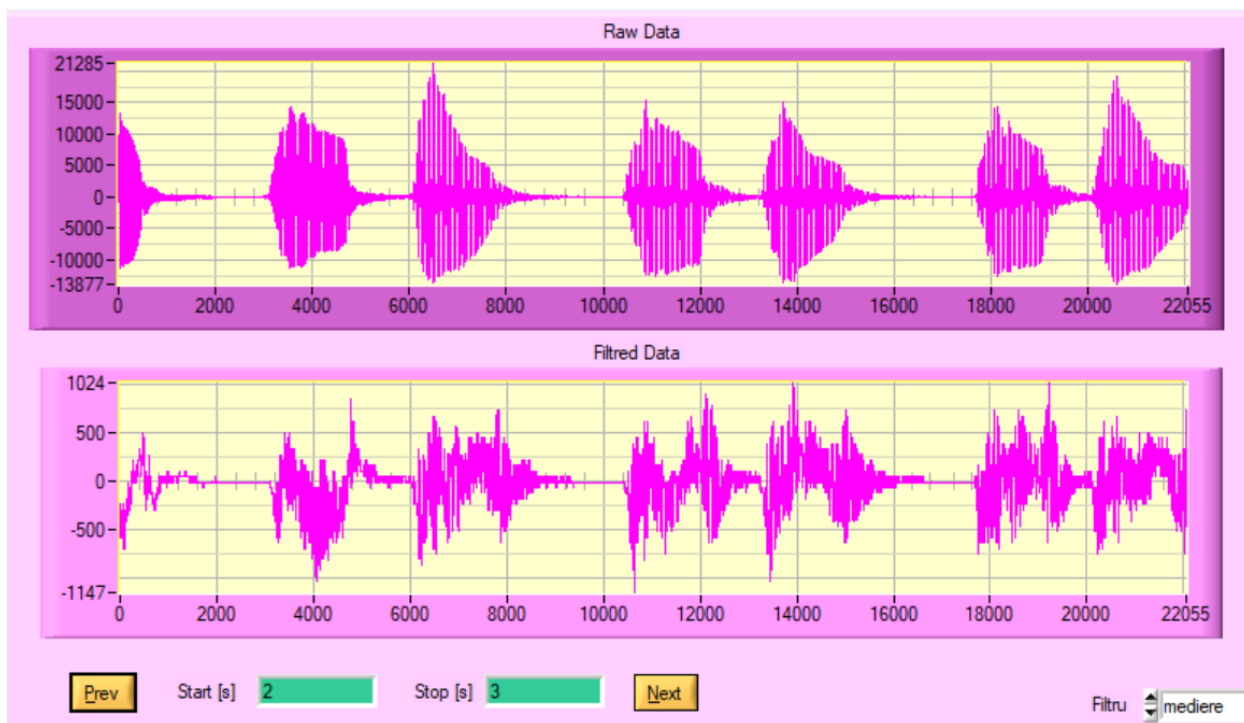 Raw Data
21285
15000
10000
5000
0
-5000
-10000
-13877
0 2000 4000 6000 8000 10000 12000 14000 16000 18000 20000 22055
Filtred Data
1024
500
0
-500
-1147
0 2000 4000 6000 8000 10000 12000 14000 16000 18000 20000 22055
Prev Start [s] 2 Stop [s] 3 Next
Filtru mediere